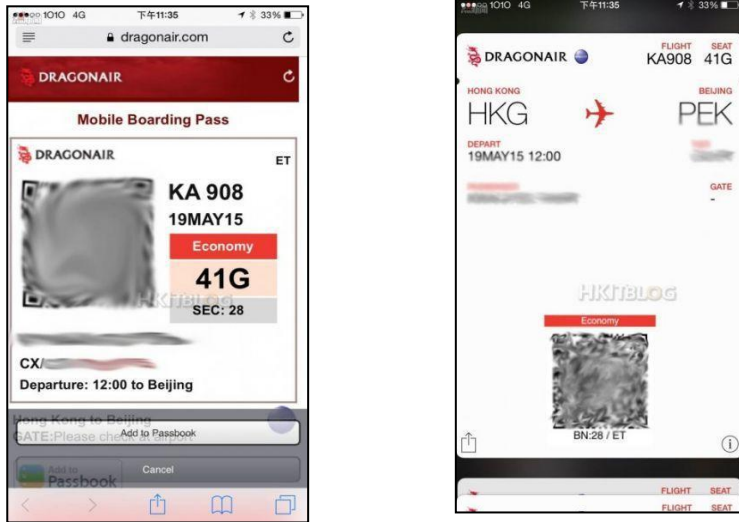 1010 4G 下午11:35 33%
dragonair.com
DRAGONAIR
Mobile Boarding Pass
DRAGONAIR ET
KA 908
19MAY15
Economy
41G
SEC: 28
HKITBLOG
CX/
Departure: 12:00 to Beijing
Hong Kong to Beijing
GATE:Please check at airport
Add to Passbook
Cancel
Add to
Passbook
1010 4G 下午11:35 33%
DRAGONAIR
FLIGHT SEAT
KA908 41G
HONG KONG BEIJING
HKG PEK
DEPART
19MAY15 12:00
GATE
-
HKITBLOG
Economy
BN:28 / ET
FLIGHT SEAT
FLIGHT SEAT